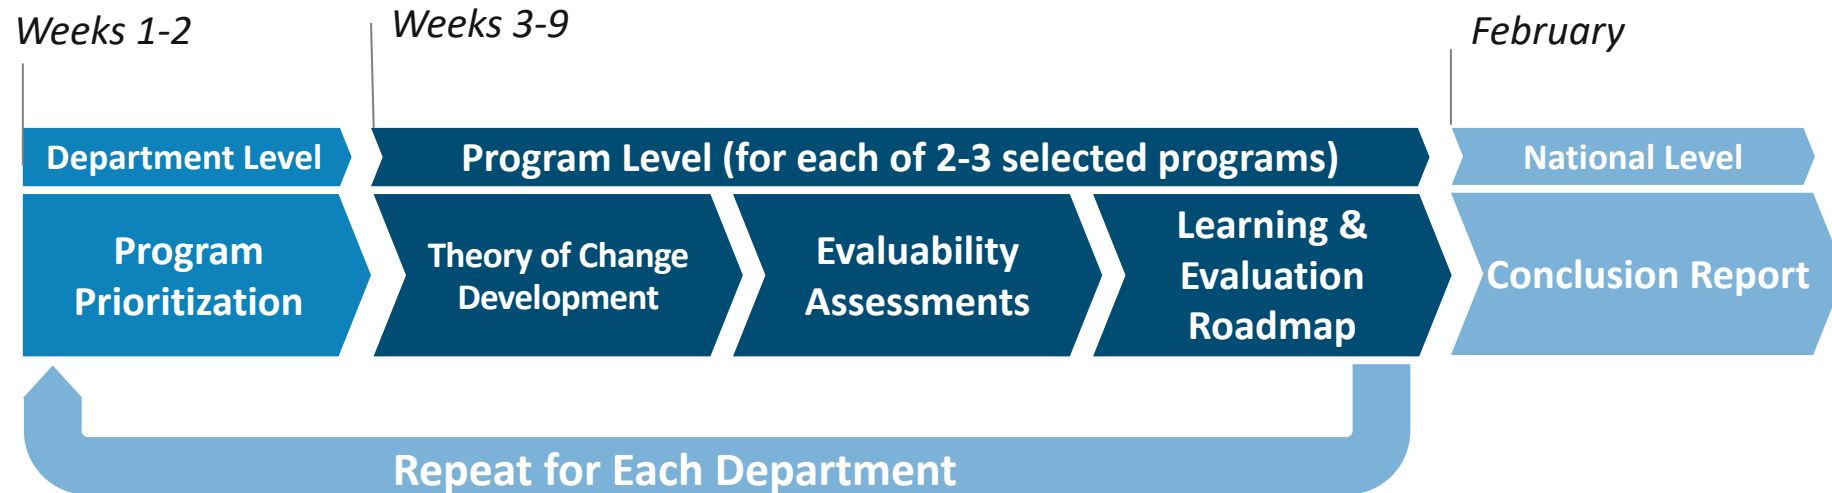 Weeks 1-2
Weeks 3-9
February
Department Level
Program Level (for each of 2-3 selected programs)
National Level
Program
Prioritization
Theory of Change
Development
Evaluability
Assessments
Learning &
Evaluation
Roadmap
Conclusion Report
Repeat for Each Department